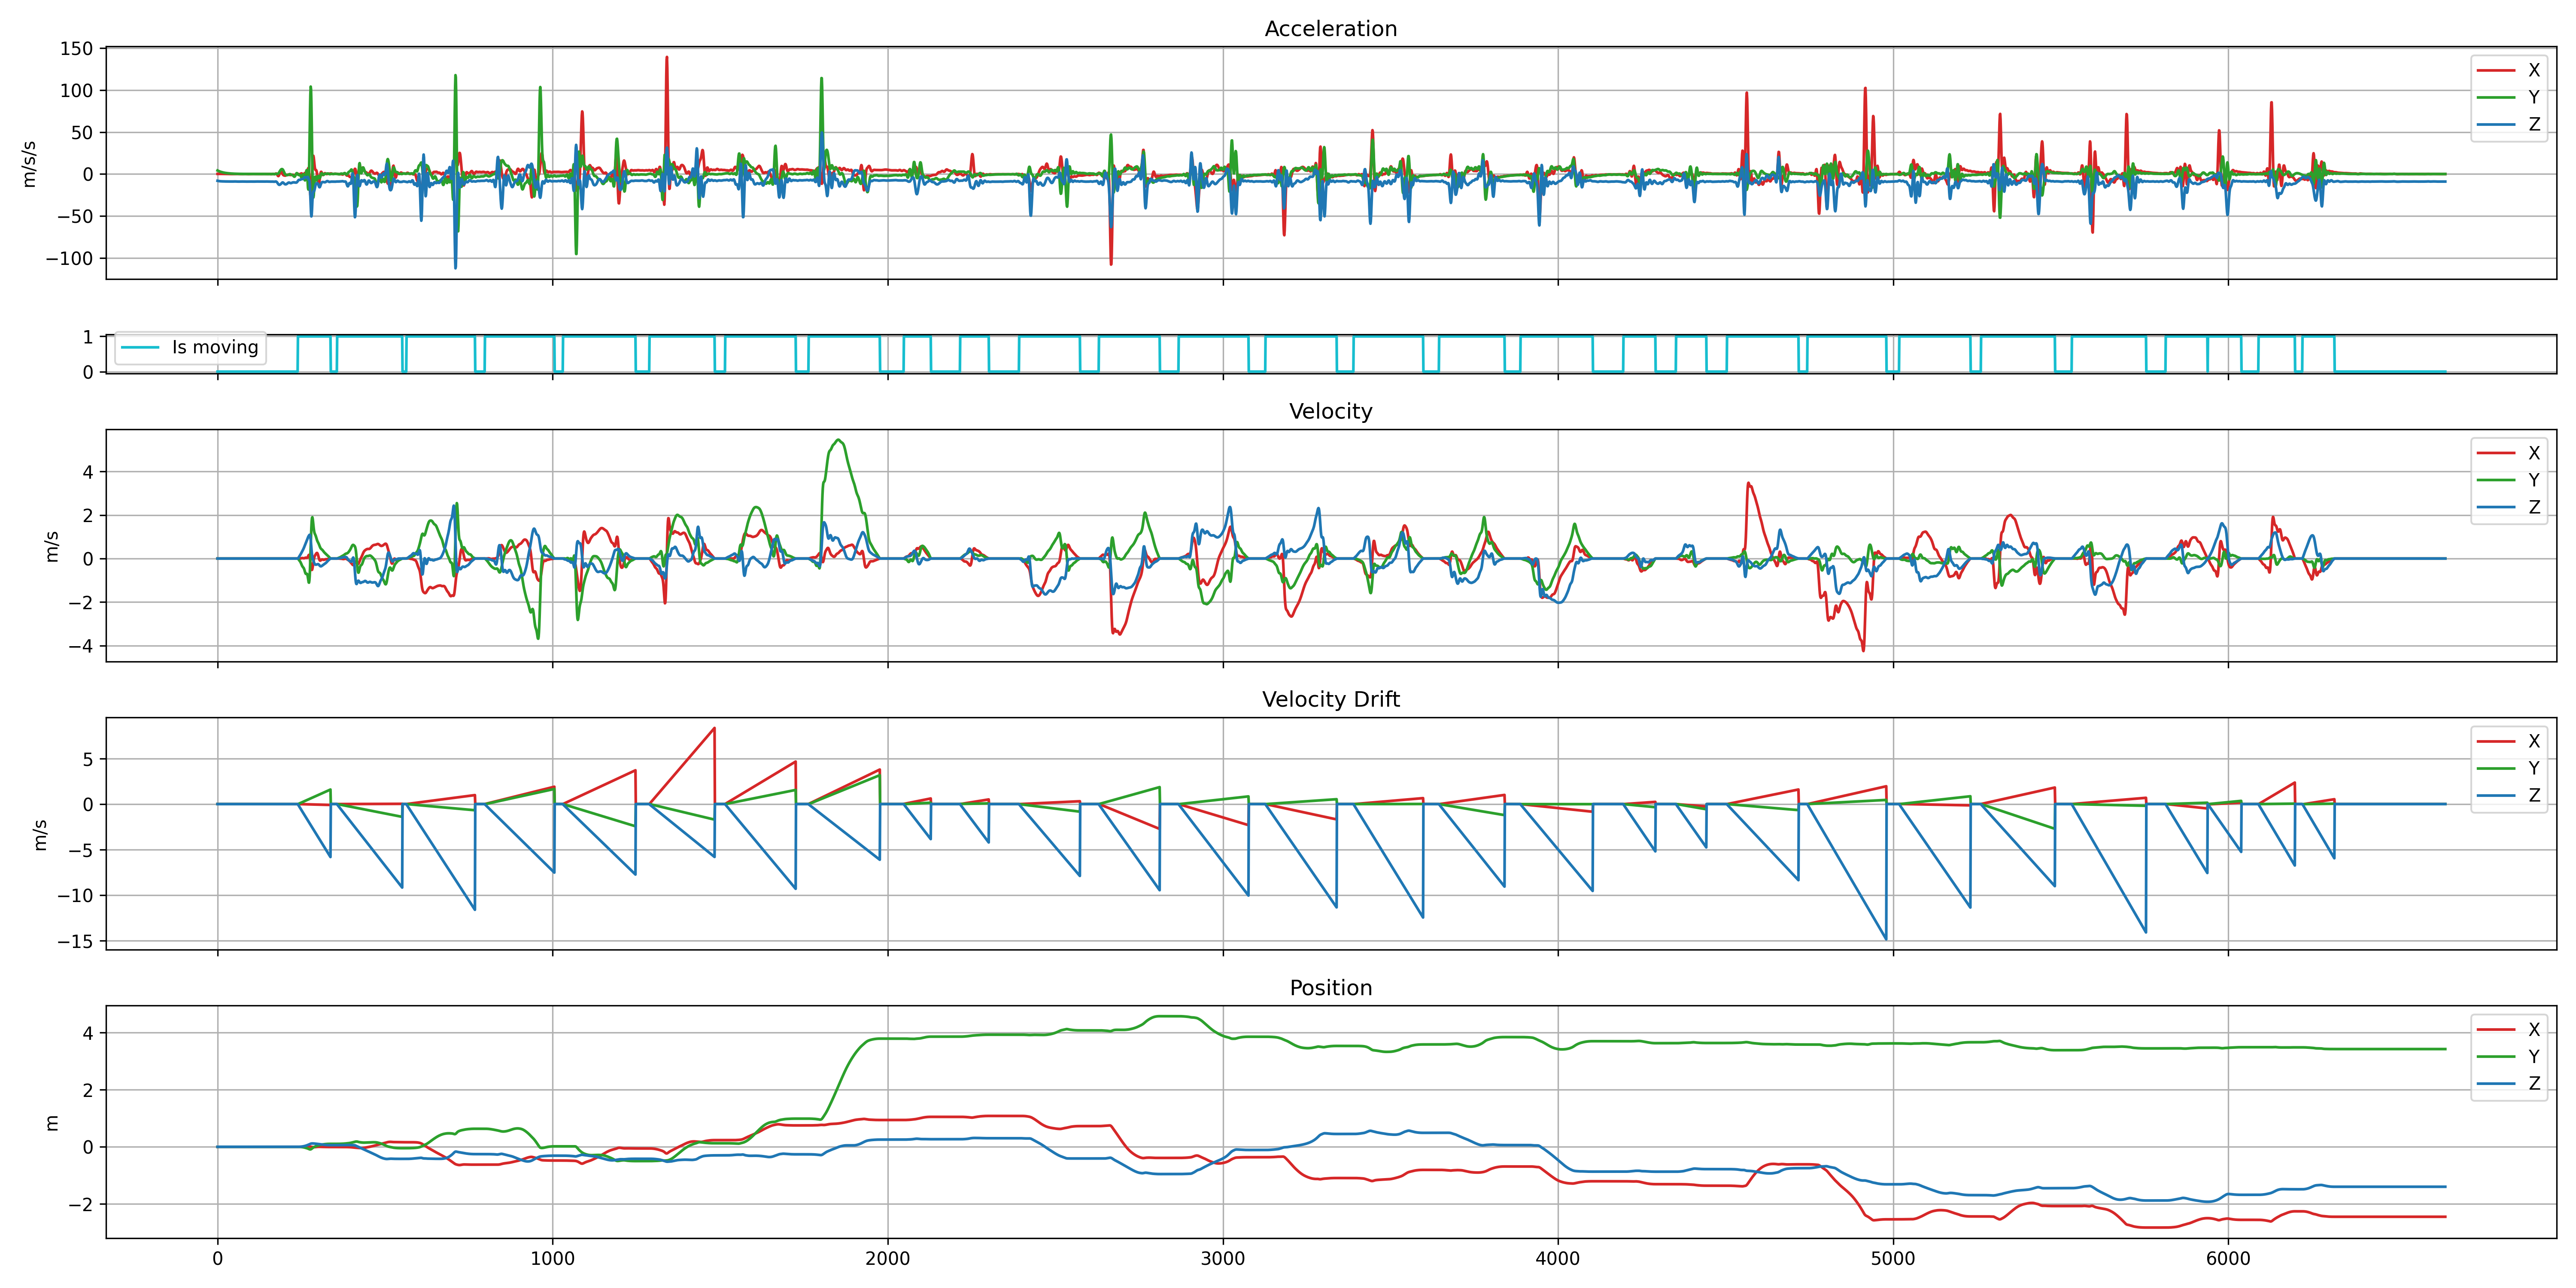 Acceleration
150
100
50
0
−50
−100
m/s/s
X
Y
Z
1
0
Is moving
Velocity
4
2
0
−2
−4
m/s
X
Y
Z
Velocity Drift
5
0
−5
−10
−15
m/s
X
Y
Z
Position
4
2
0
−2
m
X
Y
Z
0 1000 2000 3000 4000 5000 6000